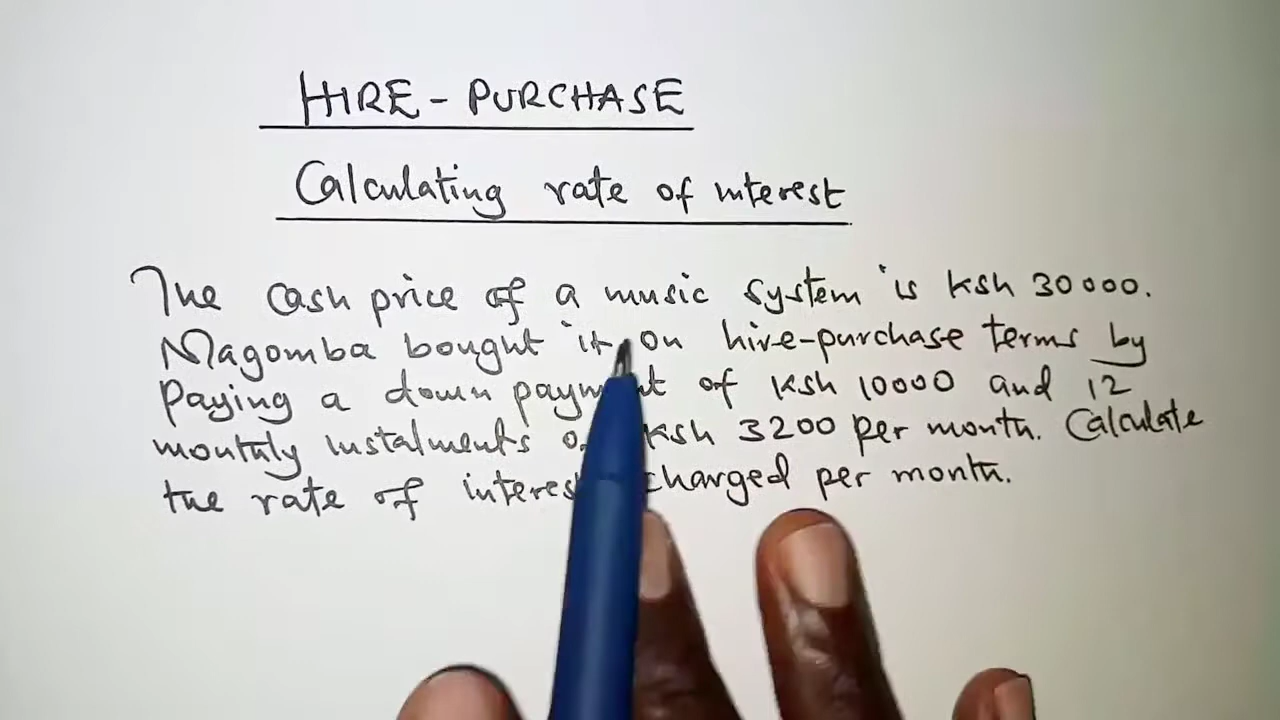 HIRE - PURCHASE
Calculating rate of interest
The cash price of a music system is Ksh 30000.
Magomba bought it on hire-purchase terms by
Paying a down payment of Ksh 10000 and 12
monthly instalments of Ksh 3200 per month. Calculate
the rate of interest charged per month.